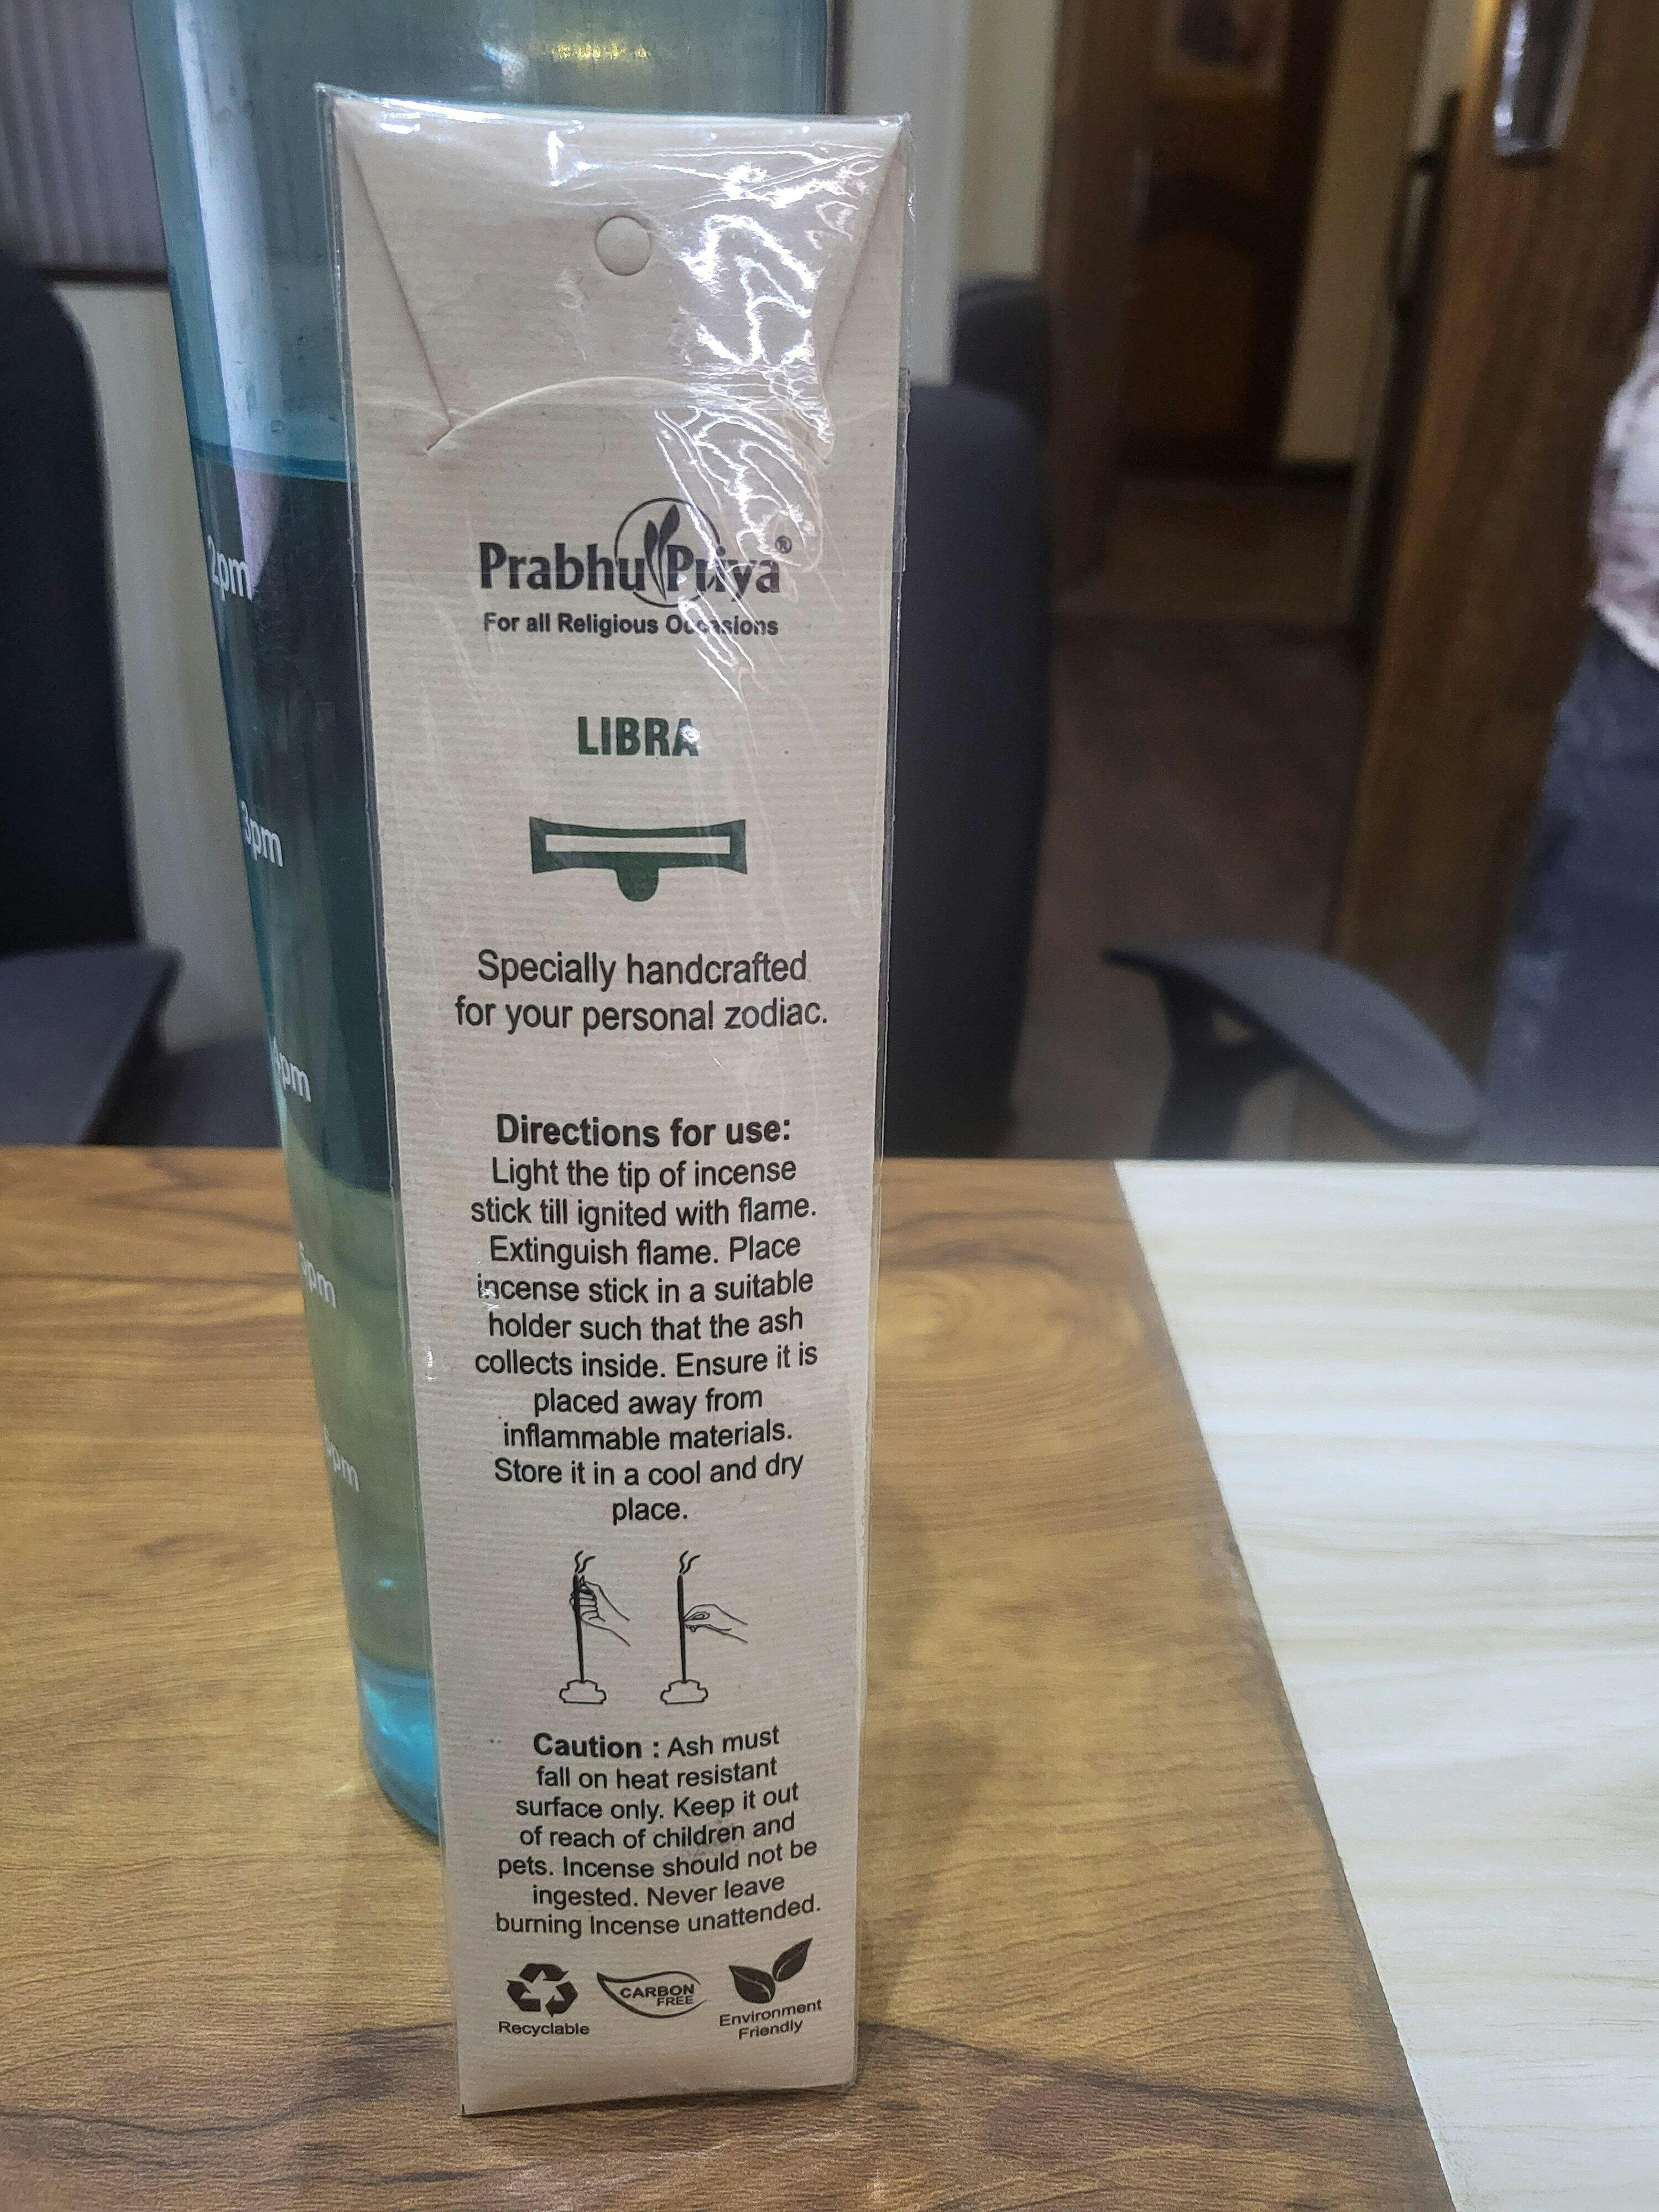 Prabhu Priya®
For all Religious Occasions
LIBRA
Specially handcrafted
for your personal zodiac.
Directions for use:
Light the tip of incense
stick till ignited with flame.
Extinguish flame. Place
incense stick in a suitable
holder such that the ash
collects inside. Ensure it is
placed away from
inflammable materials.
Store it in a cool and dry
place.
Caution : Ash must
fall on heat resistant
surface only. Keep it out
of reach of children and
pets. Incense should not be
ingested. Never leave
burning Incense unattended.
Recyclable
CARBON
FREE
Environment
Friendly
2pm
3pm
4pm
5pm